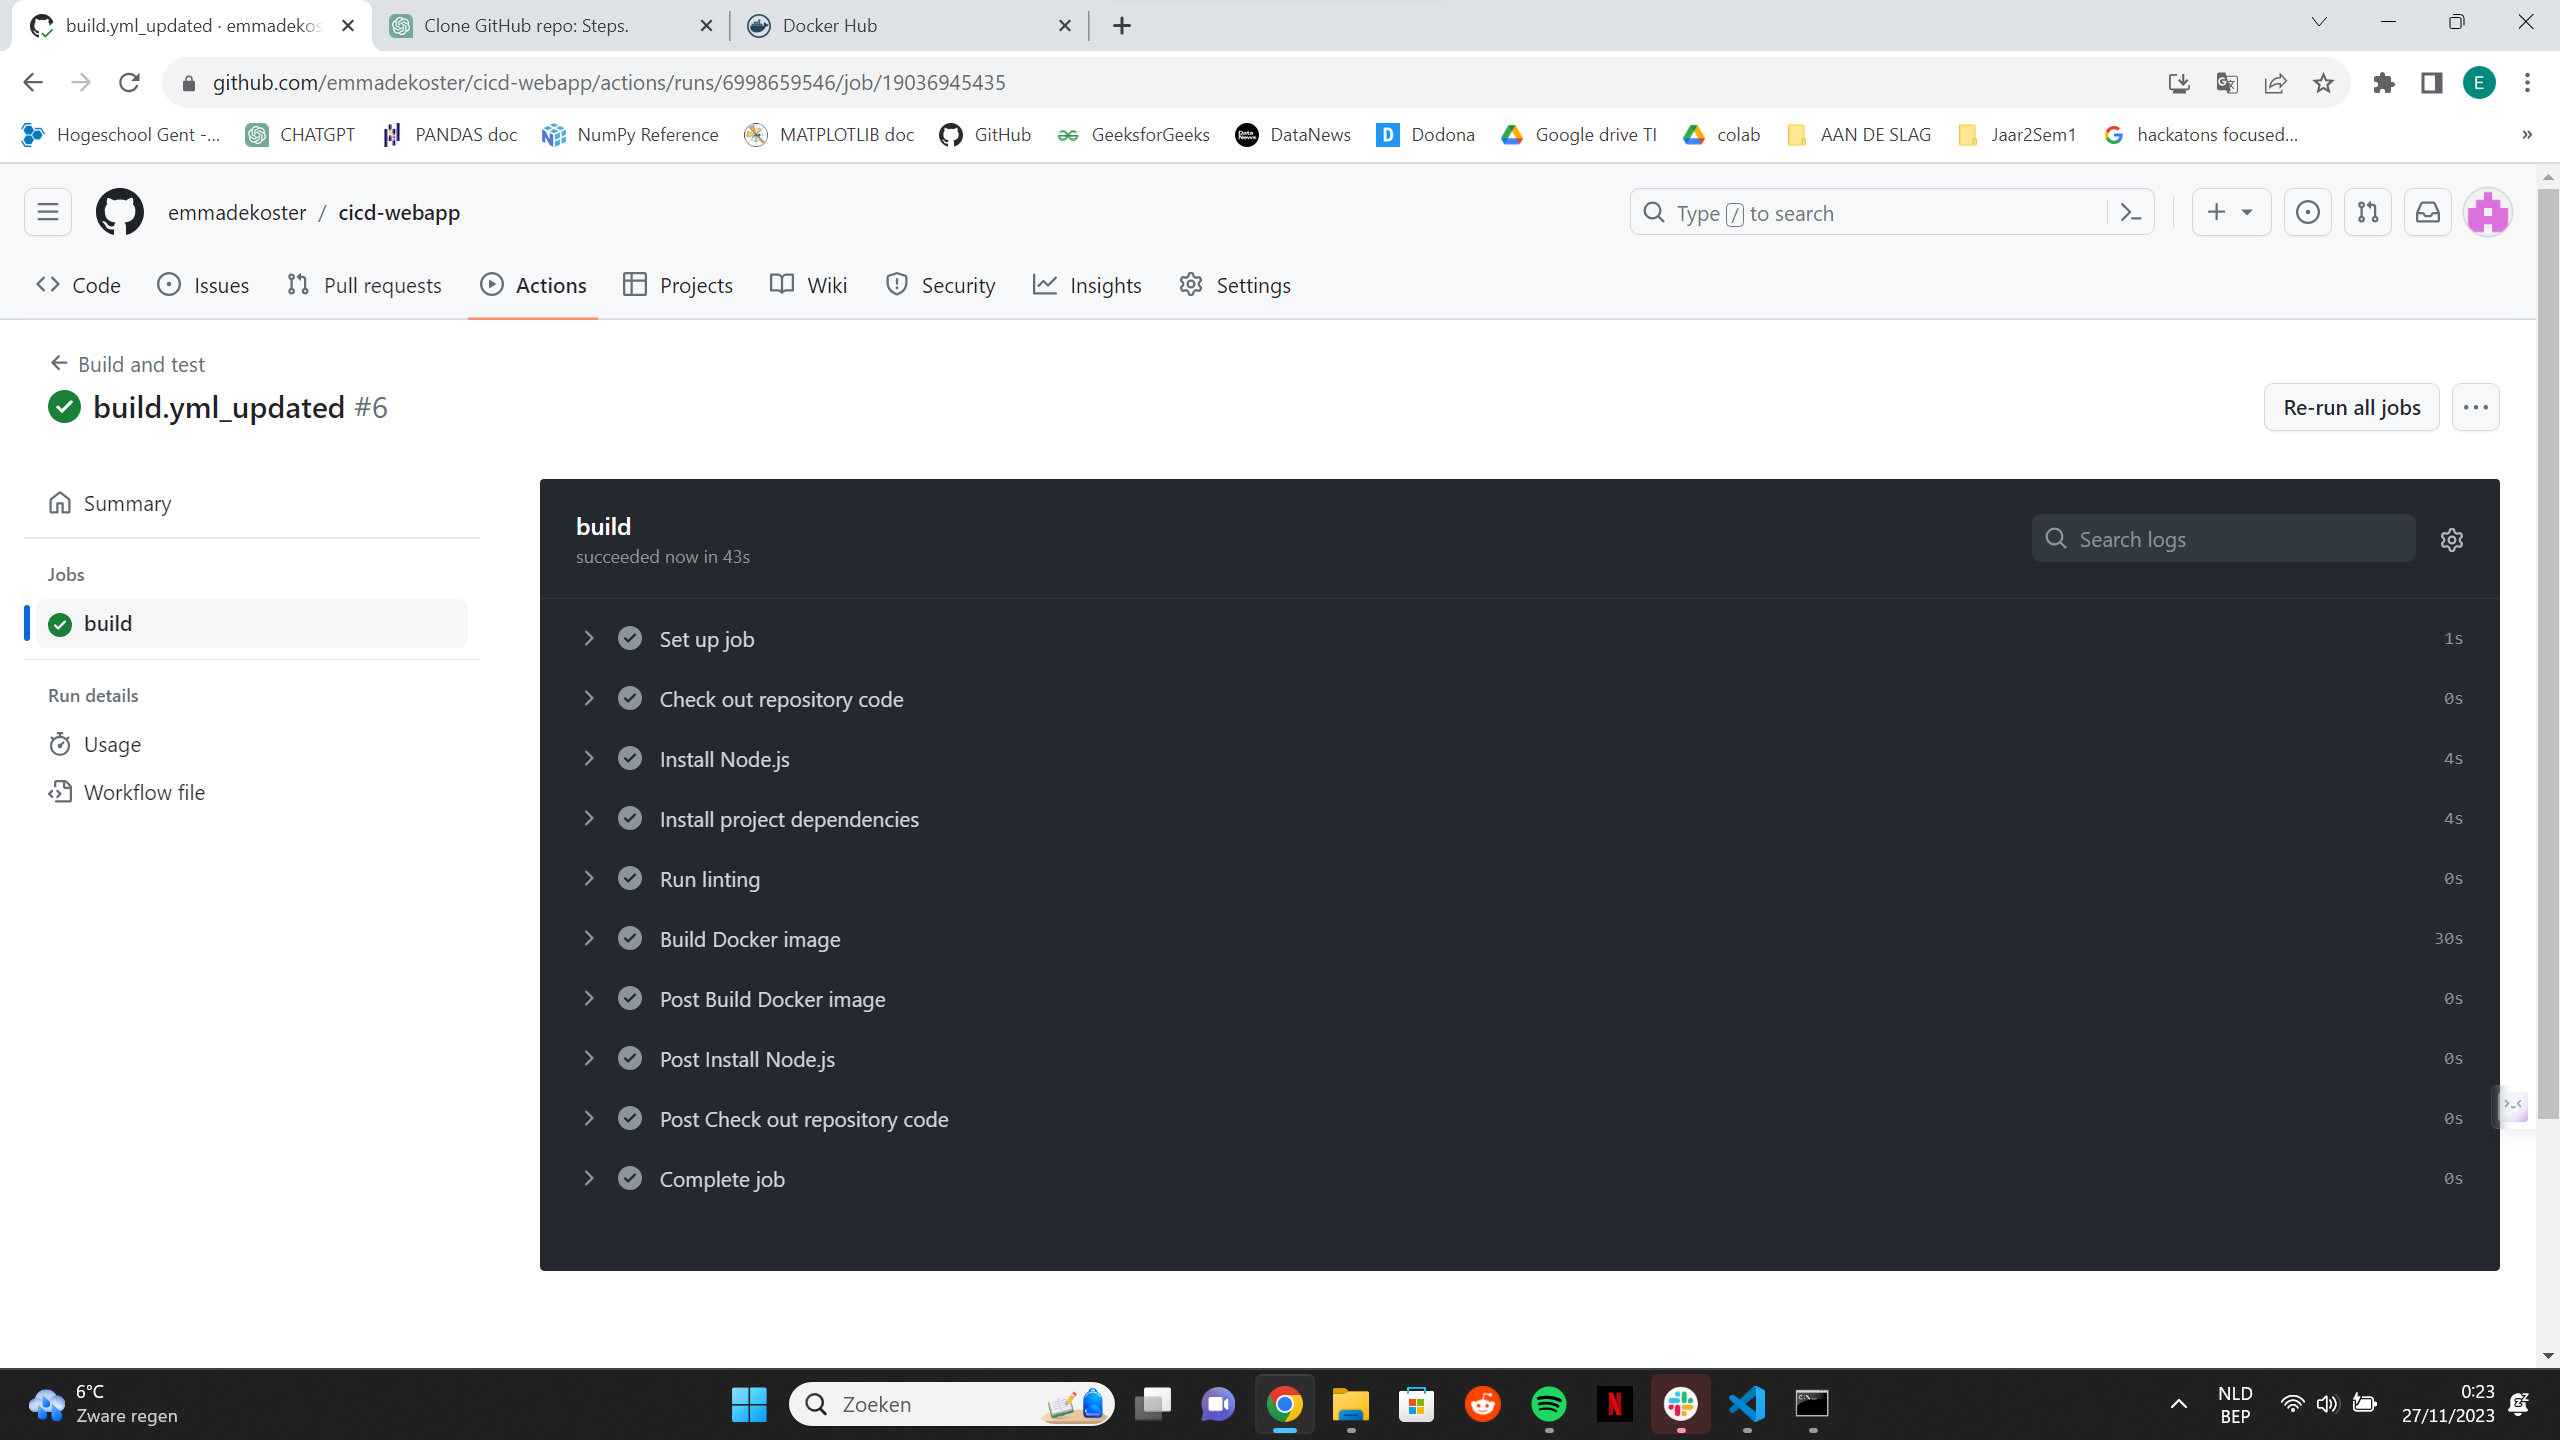 build.yml_updated · emmadekos
Clone GitHub repo: Steps.
Docker Hub
github.com/emmadekoster/cicd-webapp/actions/runs/6998659546/job/19036945435
E
Hogeschool Gent -...
CHATGPT
PANDAS doc
NumPy Reference
MATPLOTLIB doc
GitHub
GeeksforGeeks
DataNews
Dodona
Google drive TI
colab
AAN DE SLAG
Jaar2Sem1
hackatons focused...
»
emmadekoster / cicd-webapp
Type / to search
Code
Issues
Pull requests
Actions
Projects
Wiki
Security
Insights
Settings
Build and test
build.yml_updated #6
Re-run all jobs
Summary
Jobs
build
Run details
Usage
Workflow file
build
succeeded now in 43s
Search logs
Set up job 1s
Check out repository code 0s
Install Node.js 4s
Install project dependencies 4s
Run linting 0s
Build Docker image 30s
Post Build Docker image 0s
Post Install Node.js 0s
Post Check out repository code 0s
Complete job 0s
6°C
Zware regen
Zoeken
NLD
BEP
0:23
27/11/2023